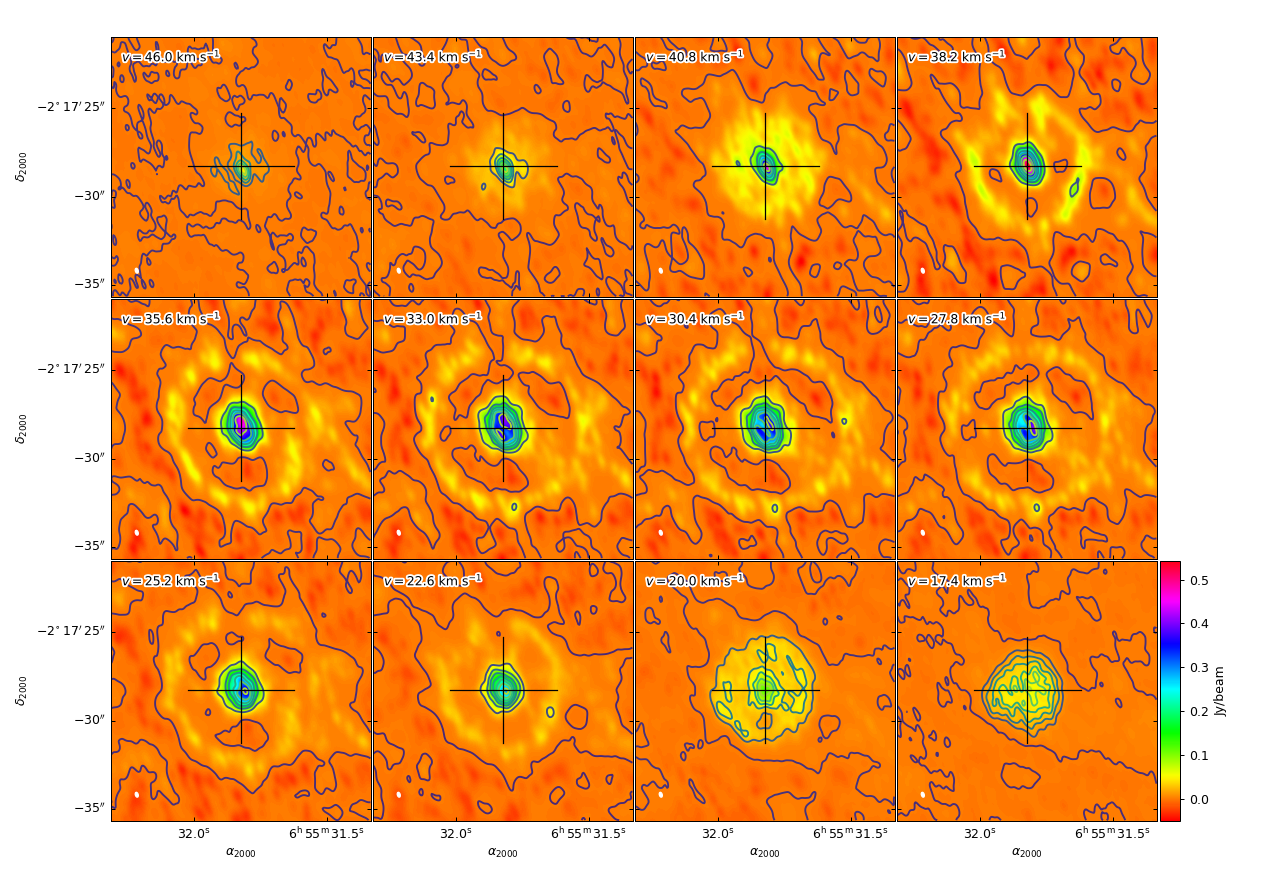 v = 46.0 km s⁻¹
v = 43.4 km s⁻¹
v = 40.8 km s⁻¹
v = 38.2 km s⁻¹
−2° 17′ 25″
−30″
−35″
δ₂₀₀₀
v = 35.6 km s⁻¹
v = 33.0 km s⁻¹
v = 30.4 km s⁻¹
v = 27.8 km s⁻¹
−2° 17′ 25″
−30″
−35″
δ₂₀₀₀
v = 25.2 km s⁻¹
v = 22.6 km s⁻¹
v = 20.0 km s⁻¹
v = 17.4 km s⁻¹
−2° 17′ 25″
−30″
−35″
δ₂₀₀₀
0.5
0.4
0.3
0.2
0.1
0.0
Jy/beam
32.0ˢ 6ʰ 55ᵐ 31.5ˢ
32.0ˢ 6ʰ 55ᵐ 31.5ˢ
32.0ˢ 6ʰ 55ᵐ 31.5ˢ
32.0ˢ 6ʰ 55ᵐ 31.5ˢ
α₂₀₀₀
α₂₀₀₀
α₂₀₀₀
α₂₀₀₀